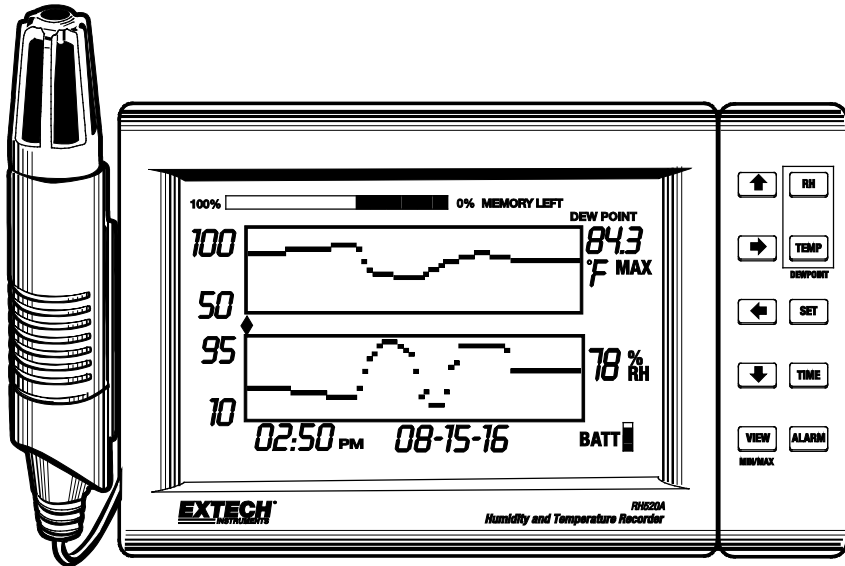 100% 0% MEMORY LEFT
DEW POINT
100 84.3
°F MAX
50
95 78 % RH
10
02:50 PM 08-15-16 BATT
EXTECH
INSTRUMENTS
RH520A
Humidity and Temperature Recorder
RH
TEMP
DEWPOINT
SET
TIME
VIEW ALARM
MIN/MAX